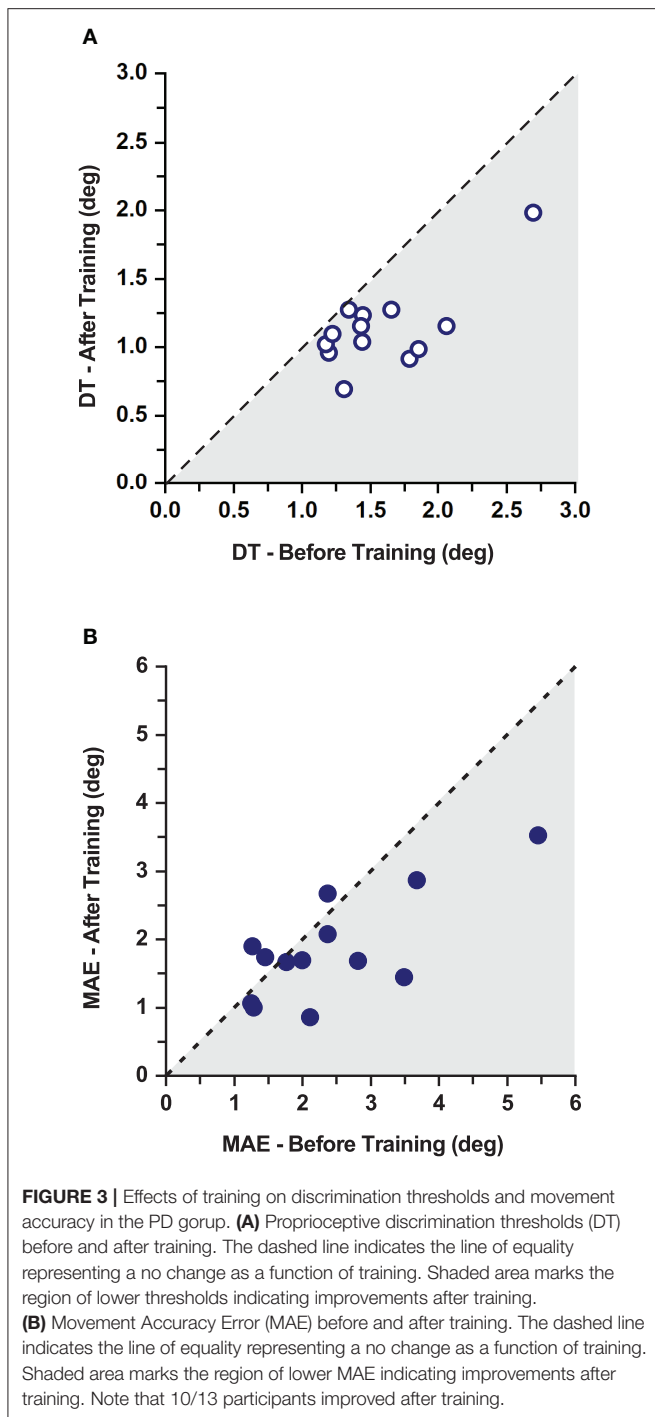 A
3.0
2.5
2.0
1.5
1.0
0.5
0.0
DT - After Training (deg)
0.0 0.5 1.0 1.5 2.0 2.5 3.0
DT - Before Training (deg)
B
6
5
4
3
2
1
0
MAE - After Training (deg)
0 1 2 3 4 5 6
MAE - Before Training (deg)
FIGURE 3 | Effects of training on discrimination thresholds and movement
accuracy in the PD gorup. (A) Proprioceptive discrimination thresholds (DT)
before and after training. The dashed line indicates the line of equality
representing a no change as a function of training. Shaded area marks the
region of lower thresholds indicating improvements after training.
(B) Movement Accuracy Error (MAE) before and after training. The dashed line
indicates the line of equality representing a no change as a function of training.
Shaded area marks the region of lower MAE indicating improvements after
training. Note that 10/13 participants improved after training.